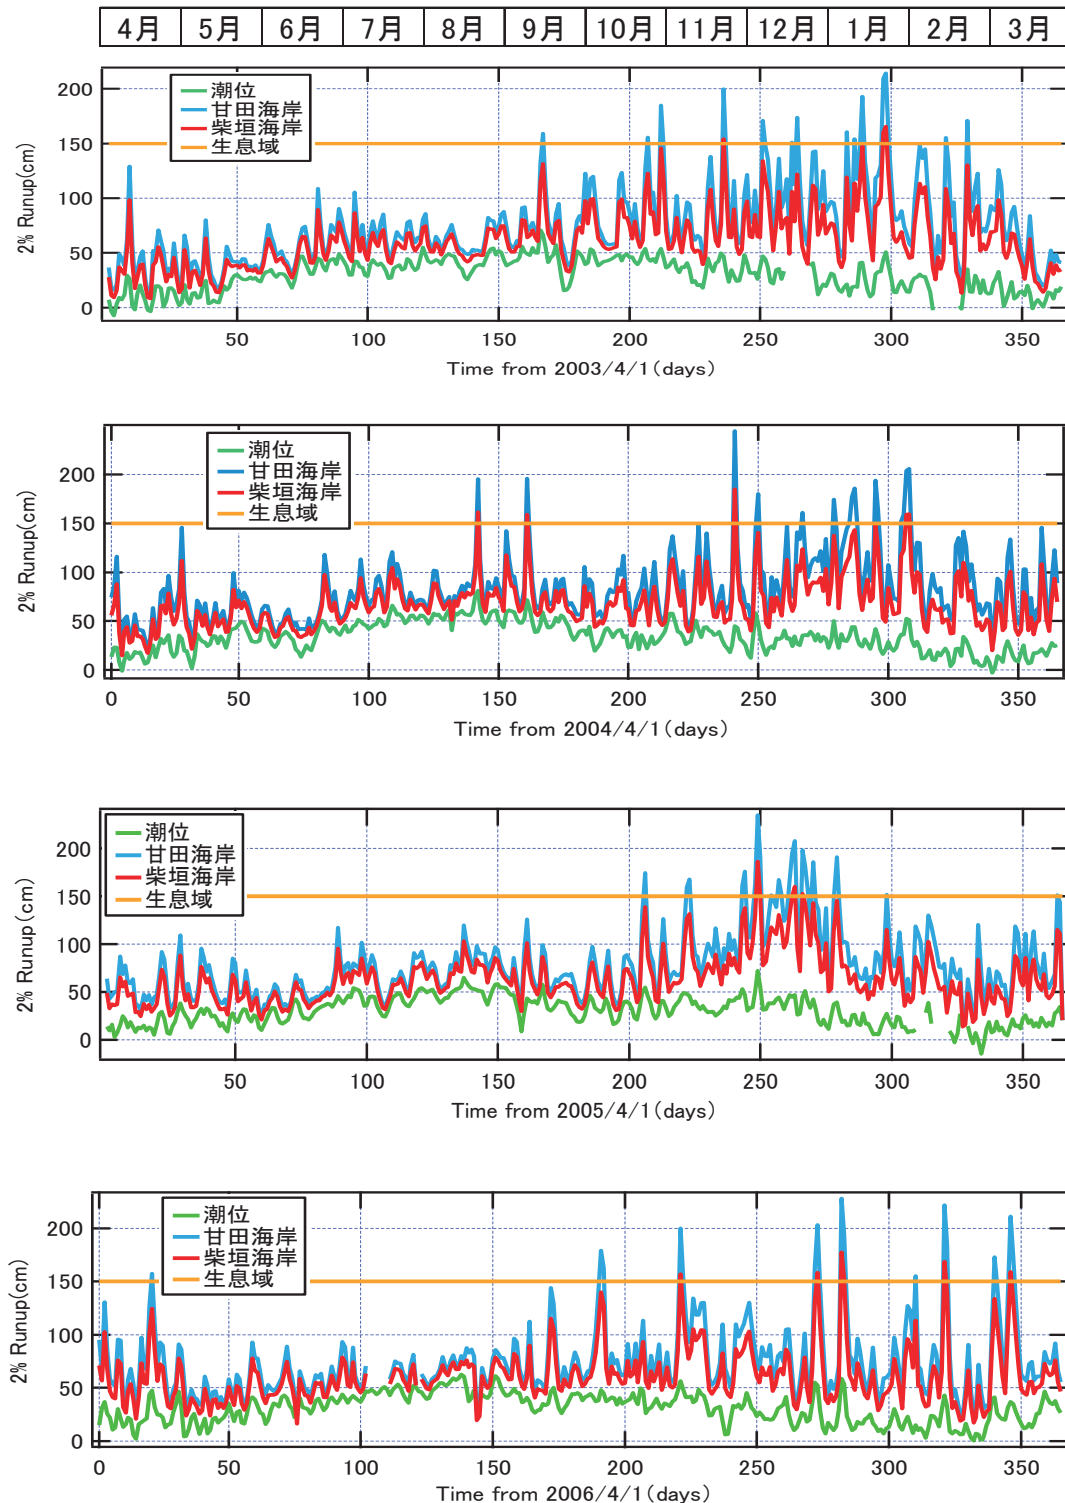 4月 5月 6月 7月 8月 9月 10月 11月 12月 1月 2月 3月
潮位
甘田海岸
柴垣海岸
生息域
200
150
100
50
0
2% Runup(cm)
50 100 150 200 250 300 350
Time from 2003/4/1(days)
潮位
甘田海岸
柴垣海岸
生息域
200
150
100
50
0
2% Runup(cm)
0 50 100 150 200 250 300 350
Time from 2004/4/1(days)
潮位
甘田海岸
柴垣海岸
生息域
200
150
100
50
0
2% Runup(cm)
50 100 150 200 250 300 350
Time from 2005/4/1(days)
潮位
甘田海岸
柴垣海岸
生息域
200
150
100
50
0
2% Runup(cm)
0 50 100 150 200 250 300 350
Time from 2006/4/1(days)